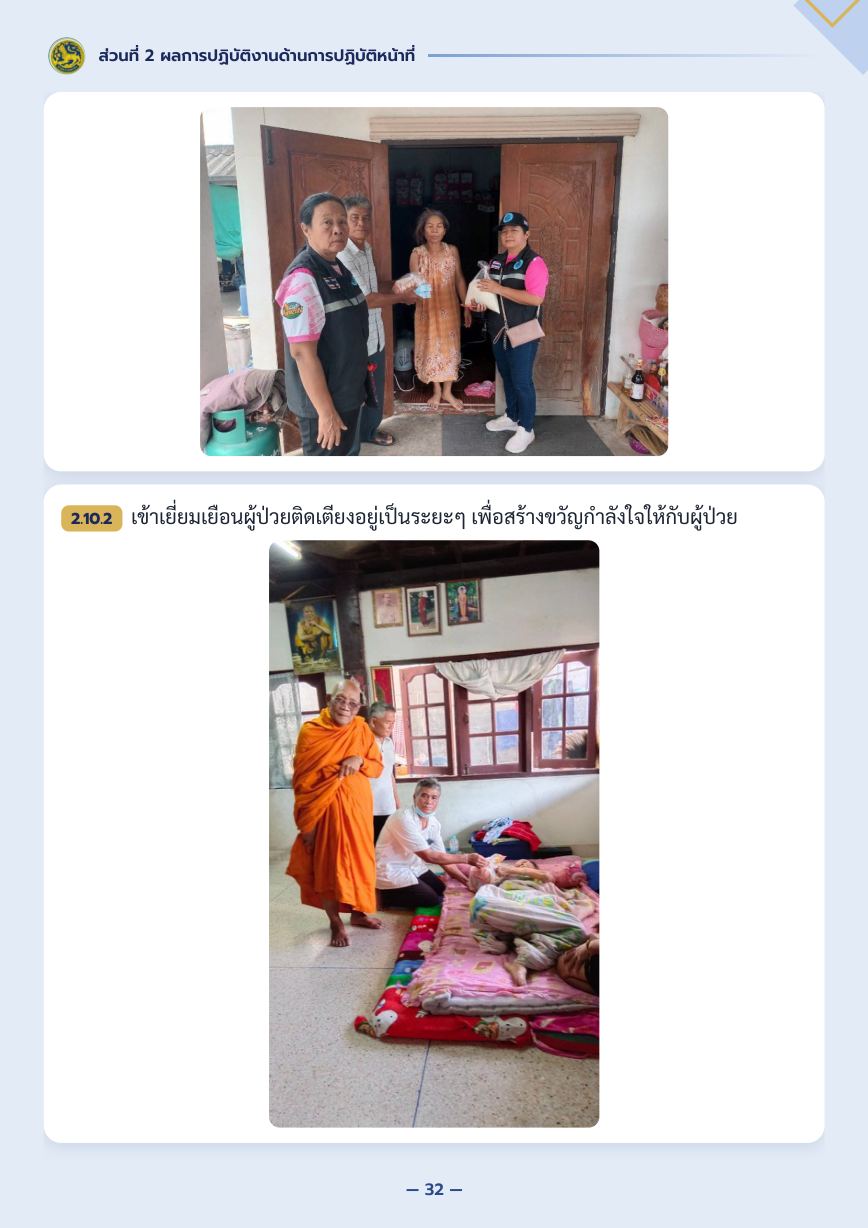 ส่วนที่ 2 ผลการปฏิบัติงานด้านการปฏิบัติหน้าที่
2.10.2 เข้าเยี่ยมเยือนผู้ป่วยติดเตียงอยู่เป็นระยะๆ เพื่อสร้างขวัญกำลังใจให้กับผู้ป่วย
— 32 —